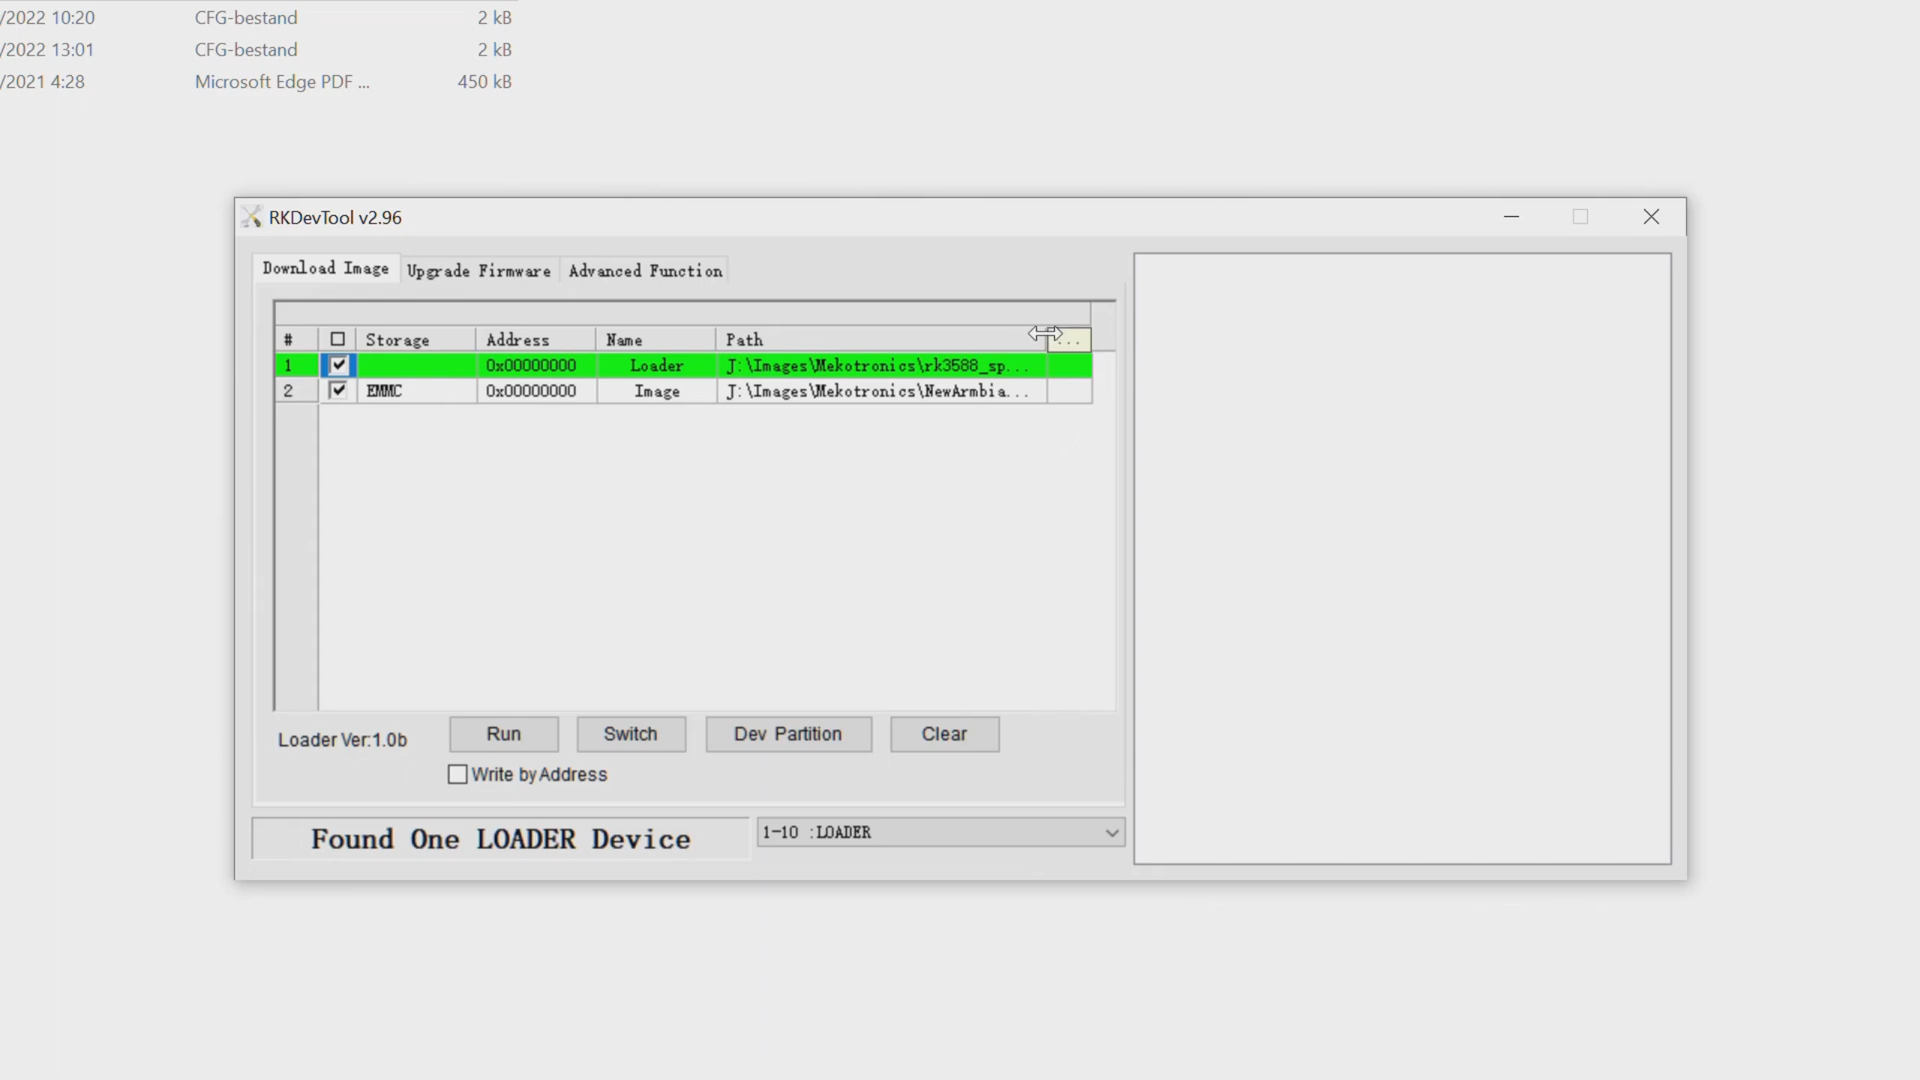 /2022 10:20 CFG-bestand 2 kB
/2022 13:01 CFG-bestand 2 kB
/2021 4:28 Microsoft Edge PDF ... 450 kB
RKDevTool v2.96
Download Image Upgrade Firmware Advanced Function
# Storage Address Name Path ...
1 0x00000000 Loader J:\Images\Mekotronics\rk3588_sp...
2 EMMC 0x00000000 Image J:\Images\Mekotronics\NewArmbia...
Loader Ver:1.0b Run Switch Dev Partition Clear
Write by Address
Found One LOADER Device 1-10 :LOADER